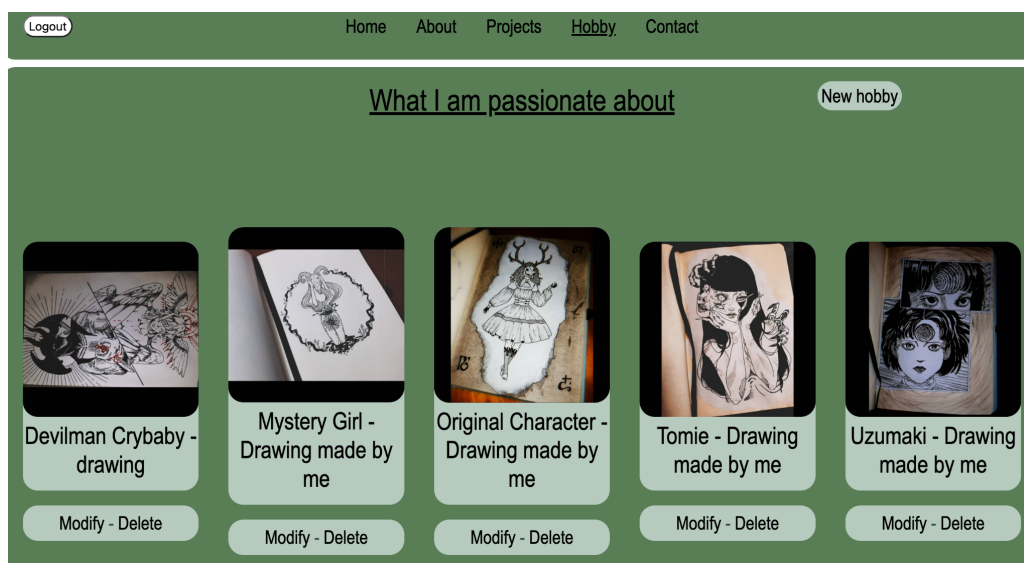 Logout
Home About Projects Hobby Contact
What I am passionate about
New hobby
Devilman Crybaby -
drawing
Modify - Delete
Mystery Girl -
Drawing made by
me
Modify - Delete
Original Character -
Drawing made by
me
Modify - Delete
Tomie - Drawing
made by me
Modify - Delete
Uzumaki - Drawing
made by me
Modify - Delete